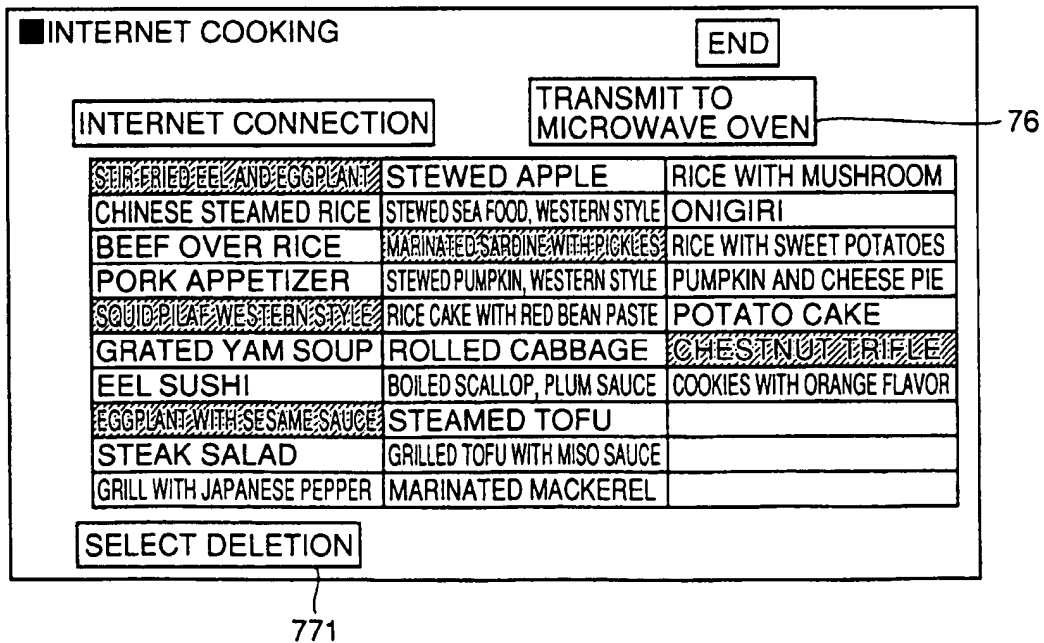 ■INTERNET COOKING
END
INTERNET CONNECTION
TRANSMIT TO
MICROWAVE OVEN
76
STIR-FRIED EEL AND EGGPLANT STEWED APPLE RICE WITH MUSHROOM
CHINESE STEAMED RICE STEWED SEA FOOD, WESTERN STYLE ONIGIRI
BEEF OVER RICE MARINATED SARDINE WITH PICKLES RICE WITH SWEET POTATOES
PORK APPETIZER STEWED PUMPKIN, WESTERN STYLE PUMPKIN AND CHEESE PIE
SQUID PILAF WESTERN STYLE RICE CAKE WITH RED BEAN PASTE POTATO CAKE
GRATED YAM SOUP ROLLED CABBAGE CHESTNUT TRIFLE
EEL SUSHI BOILED SCALLOP, PLUM SAUCE COOKIES WITH ORANGE FLAVOR
EGGPLANT WITH SESAME SAUCE STEAMED TOFU
STEAK SALAD GRILLED TOFU WITH MISO SAUCE
GRILL WITH JAPANESE PEPPER MARINATED MACKEREL
SELECT DELETION
771